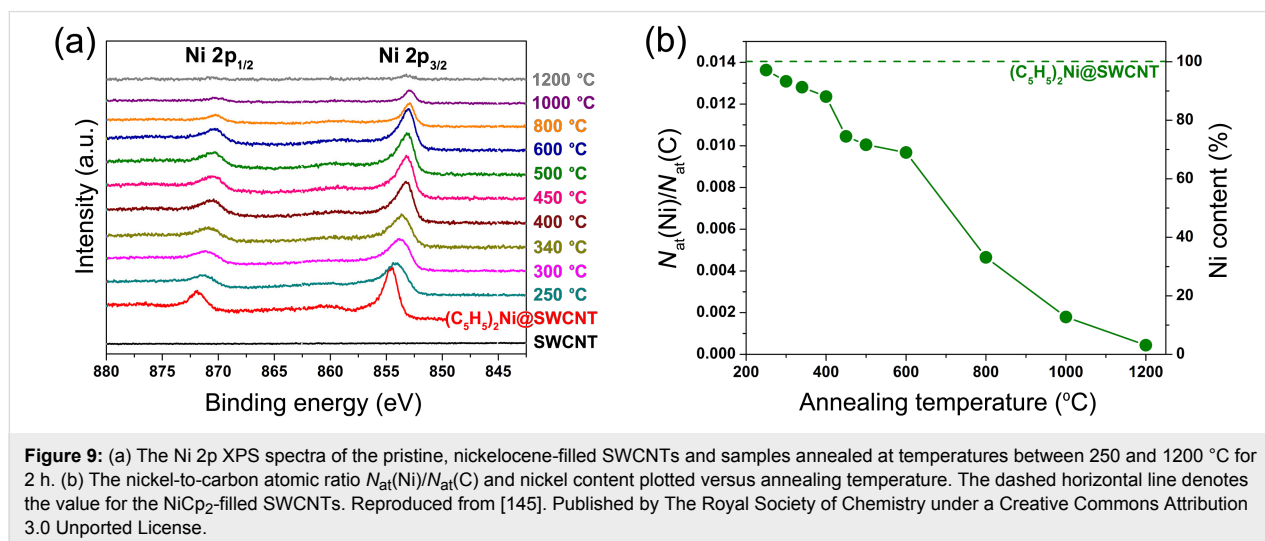 (a)
Ni 2p1/2
Ni 2p3/2
1200 °C
1000 °C
800 °C
600 °C
500 °C
450 °C
400 °C
340 °C
300 °C
250 °C
(C5H5)2Ni@SWCNT
SWCNT
Intensity (a.u.)
880 875 870 865 860 855 850 845
Binding energy (eV)
(b)
0.014
0.012
0.010
0.008
0.006
0.004
0.002
0.000
Nat(Ni)/Nat(C)
(C5H5)2Ni@SWCNT
100
80
60
40
20
0
Ni content (%)
200 400 600 800 1000 1200
Annealing temperature (°C)
Figure 9: (a) The Ni 2p XPS spectra of the pristine, nickelocene-filled SWCNTs and samples annealed at temperatures between 250 and 1200 °C for
2 h. (b) The nickel-to-carbon atomic ratio Nat(Ni)/Nat(C) and nickel content plotted versus annealing temperature. The dashed horizontal line denotes
the value for the NiCp2-filled SWCNTs. Reproduced from [145]. Published by The Royal Society of Chemistry under a Creative Commons Attribution
3.0 Unported License.